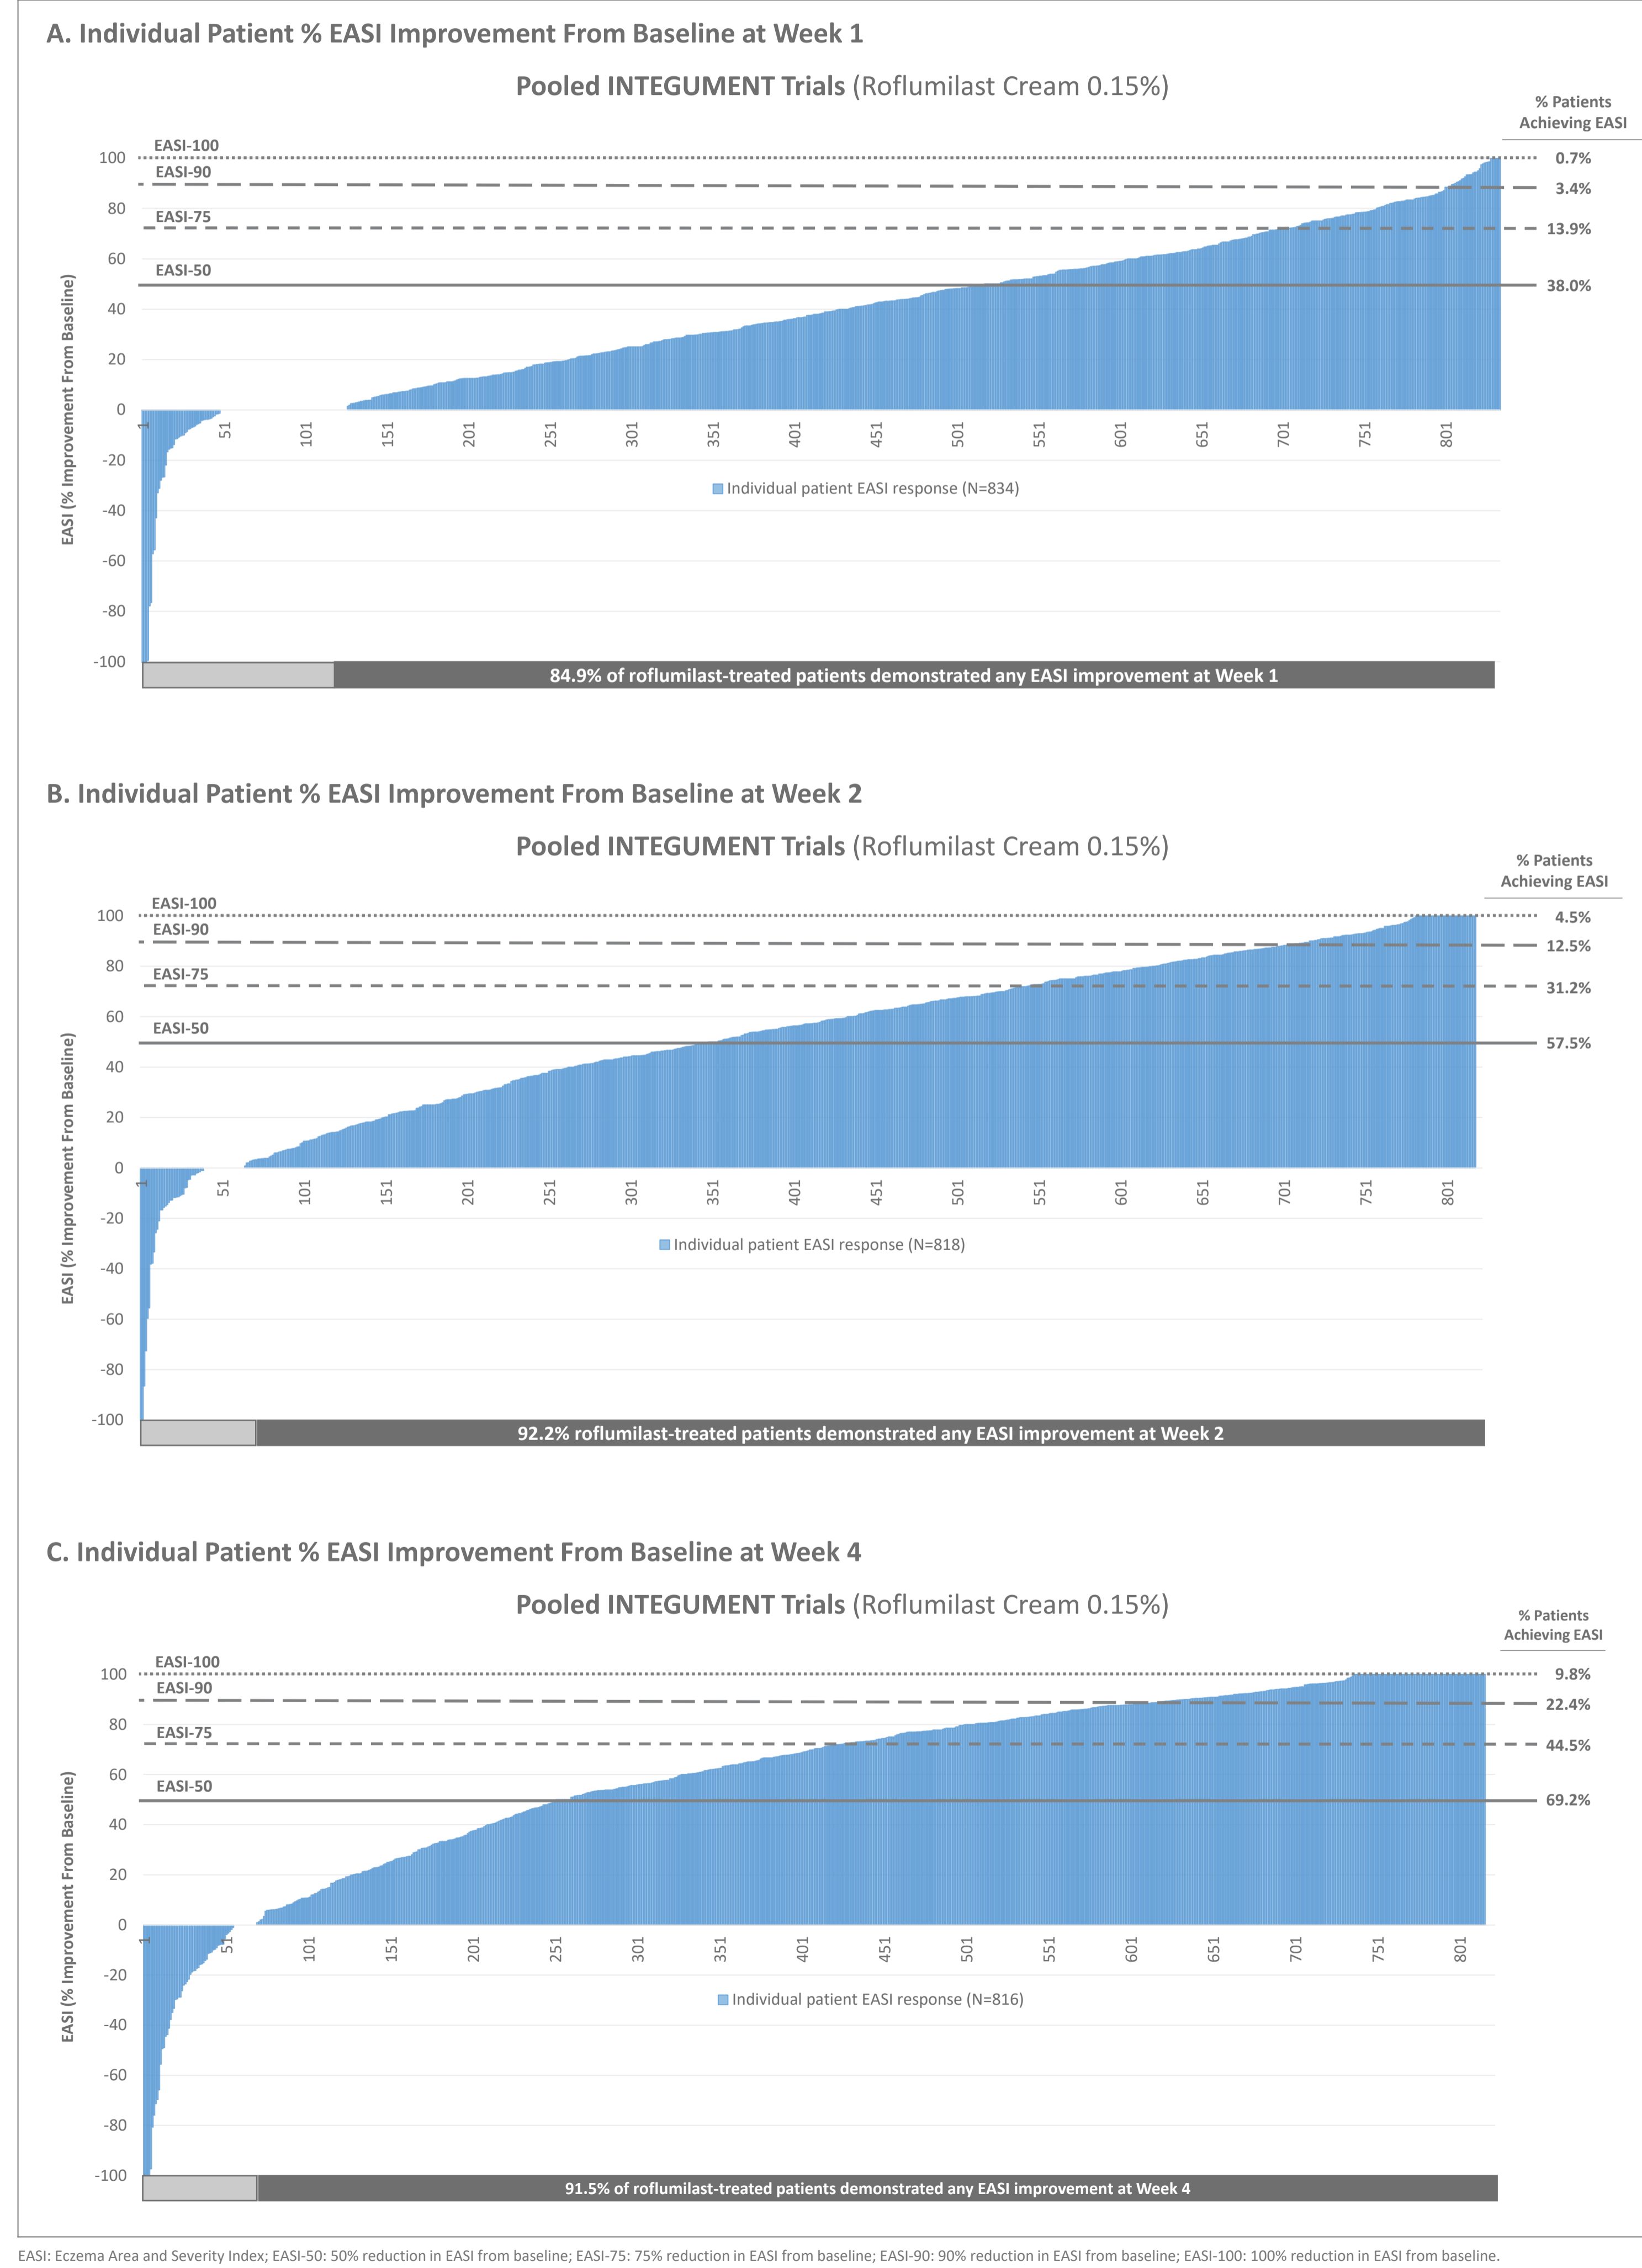 A. Individual Patient % EASI Improvement From Baseline at Week 1
Pooled INTEGUMENT Trials (Roflumilast Cream 0.15%)
% Patients
Achieving EASI
EASI (% Improvement From Baseline)
EASI-100
100
0.7%
EASI-90
3.4%
80
EASI-75
13.9%
60
EASI-50
38.0%
40
20
0
1 51 101 151 201 251 301 351 401 451 501 551 601 651 701 751 801
-20
Individual patient EASI response (N=834)
-40
-60
-80
-100
84.9% of roflumilast-treated patients demonstrated any EASI improvement at Week 1
B. Individual Patient % EASI Improvement From Baseline at Week 2
Pooled INTEGUMENT Trials (Roflumilast Cream 0.15%)
% Patients
Achieving EASI
EASI (% Improvement From Baseline)
EASI-100
100
4.5%
EASI-90
12.5%
80
EASI-75
31.2%
60
EASI-50
57.5%
40
20
0
1 51 101 151 201 251 301 351 401 451 501 551 601 651 701 751 801
-20
Individual patient EASI response (N=818)
-40
-60
-80
-100
92.2% roflumilast-treated patients demonstrated any EASI improvement at Week 2
C. Individual Patient % EASI Improvement From Baseline at Week 4
Pooled INTEGUMENT Trials (Roflumilast Cream 0.15%)
% Patients
Achieving EASI
EASI (% Improvement From Baseline)
EASI-100
100
9.8%
EASI-90
22.4%
80
EASI-75
44.5%
60
EASI-50
69.2%
40
20
0
1 51 101 151 201 251 301 351 401 451 501 551 601 651 701 751 801
-20
Individual patient EASI response (N=816)
-40
-60
-80
-100
91.5% of roflumilast-treated patients demonstrated any EASI improvement at Week 4
EASI: Eczema Area and Severity Index; EASI-50: 50% reduction in EASI from baseline; EASI-75: 75% reduction in EASI from baseline; EASI-90: 90% reduction in EASI from baseline; EASI-100: 100% reduction in EASI from baseline.